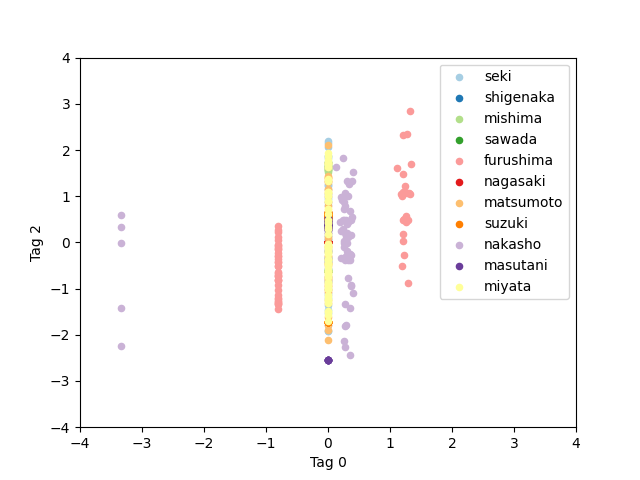 4
3
2
1
0
−1
−2
−3
−4
Tag 2
−4 −3 −2 −1 0 1 2 3 4
Tag 0
seki
shigenaka
mishima
sawada
furushima
nagasaki
matsumoto
suzuki
nakasho
masutani
miyata